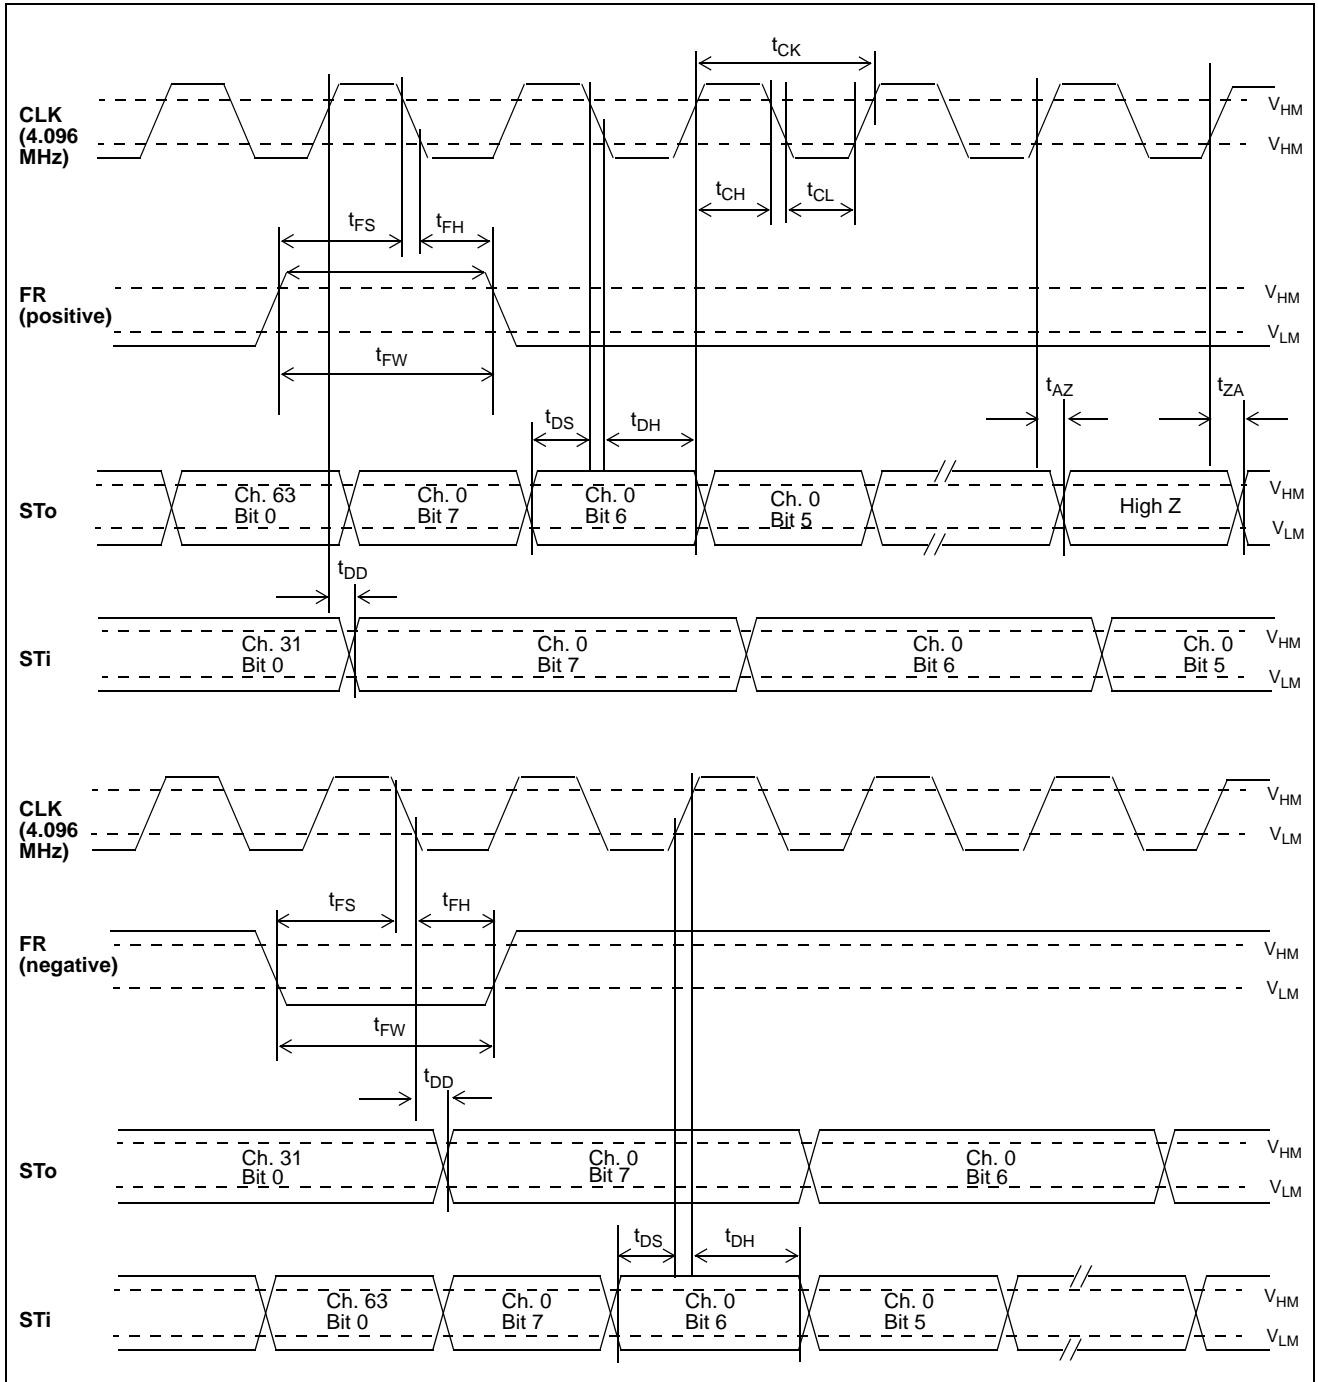 tCK
CLK
(4.096
MHz)
VHM
VHM
tCH
tCL
tFS
tFH
FR
(positive)
VHM
VLM
tFW
tAZ
tZA
tDS
tDH
STo
Ch. 63
Bit 0
Ch. 0
Bit 7
Ch. 0
Bit 6
Ch. 0
Bit 5
High Z
VHM
VLM
tDD
STi
Ch. 31
Bit 0
Ch. 0
Bit 7
Ch. 0
Bit 6
Ch. 0
Bit 5
VHM
VLM
CLK
(4.096
MHz)
VHM
VLM
tFS
tFH
FR
(negative)
VHM
VLM
tFW
tDD
STo
Ch. 31
Bit 0
Ch. 0
Bit 7
Ch. 0
Bit 6
VHM
VLM
tDS
tDH
STi
Ch. 63
Bit 0
Ch. 0
Bit 7
Ch. 0
Bit 6
Ch. 0
Bit 5
VHM
VLM